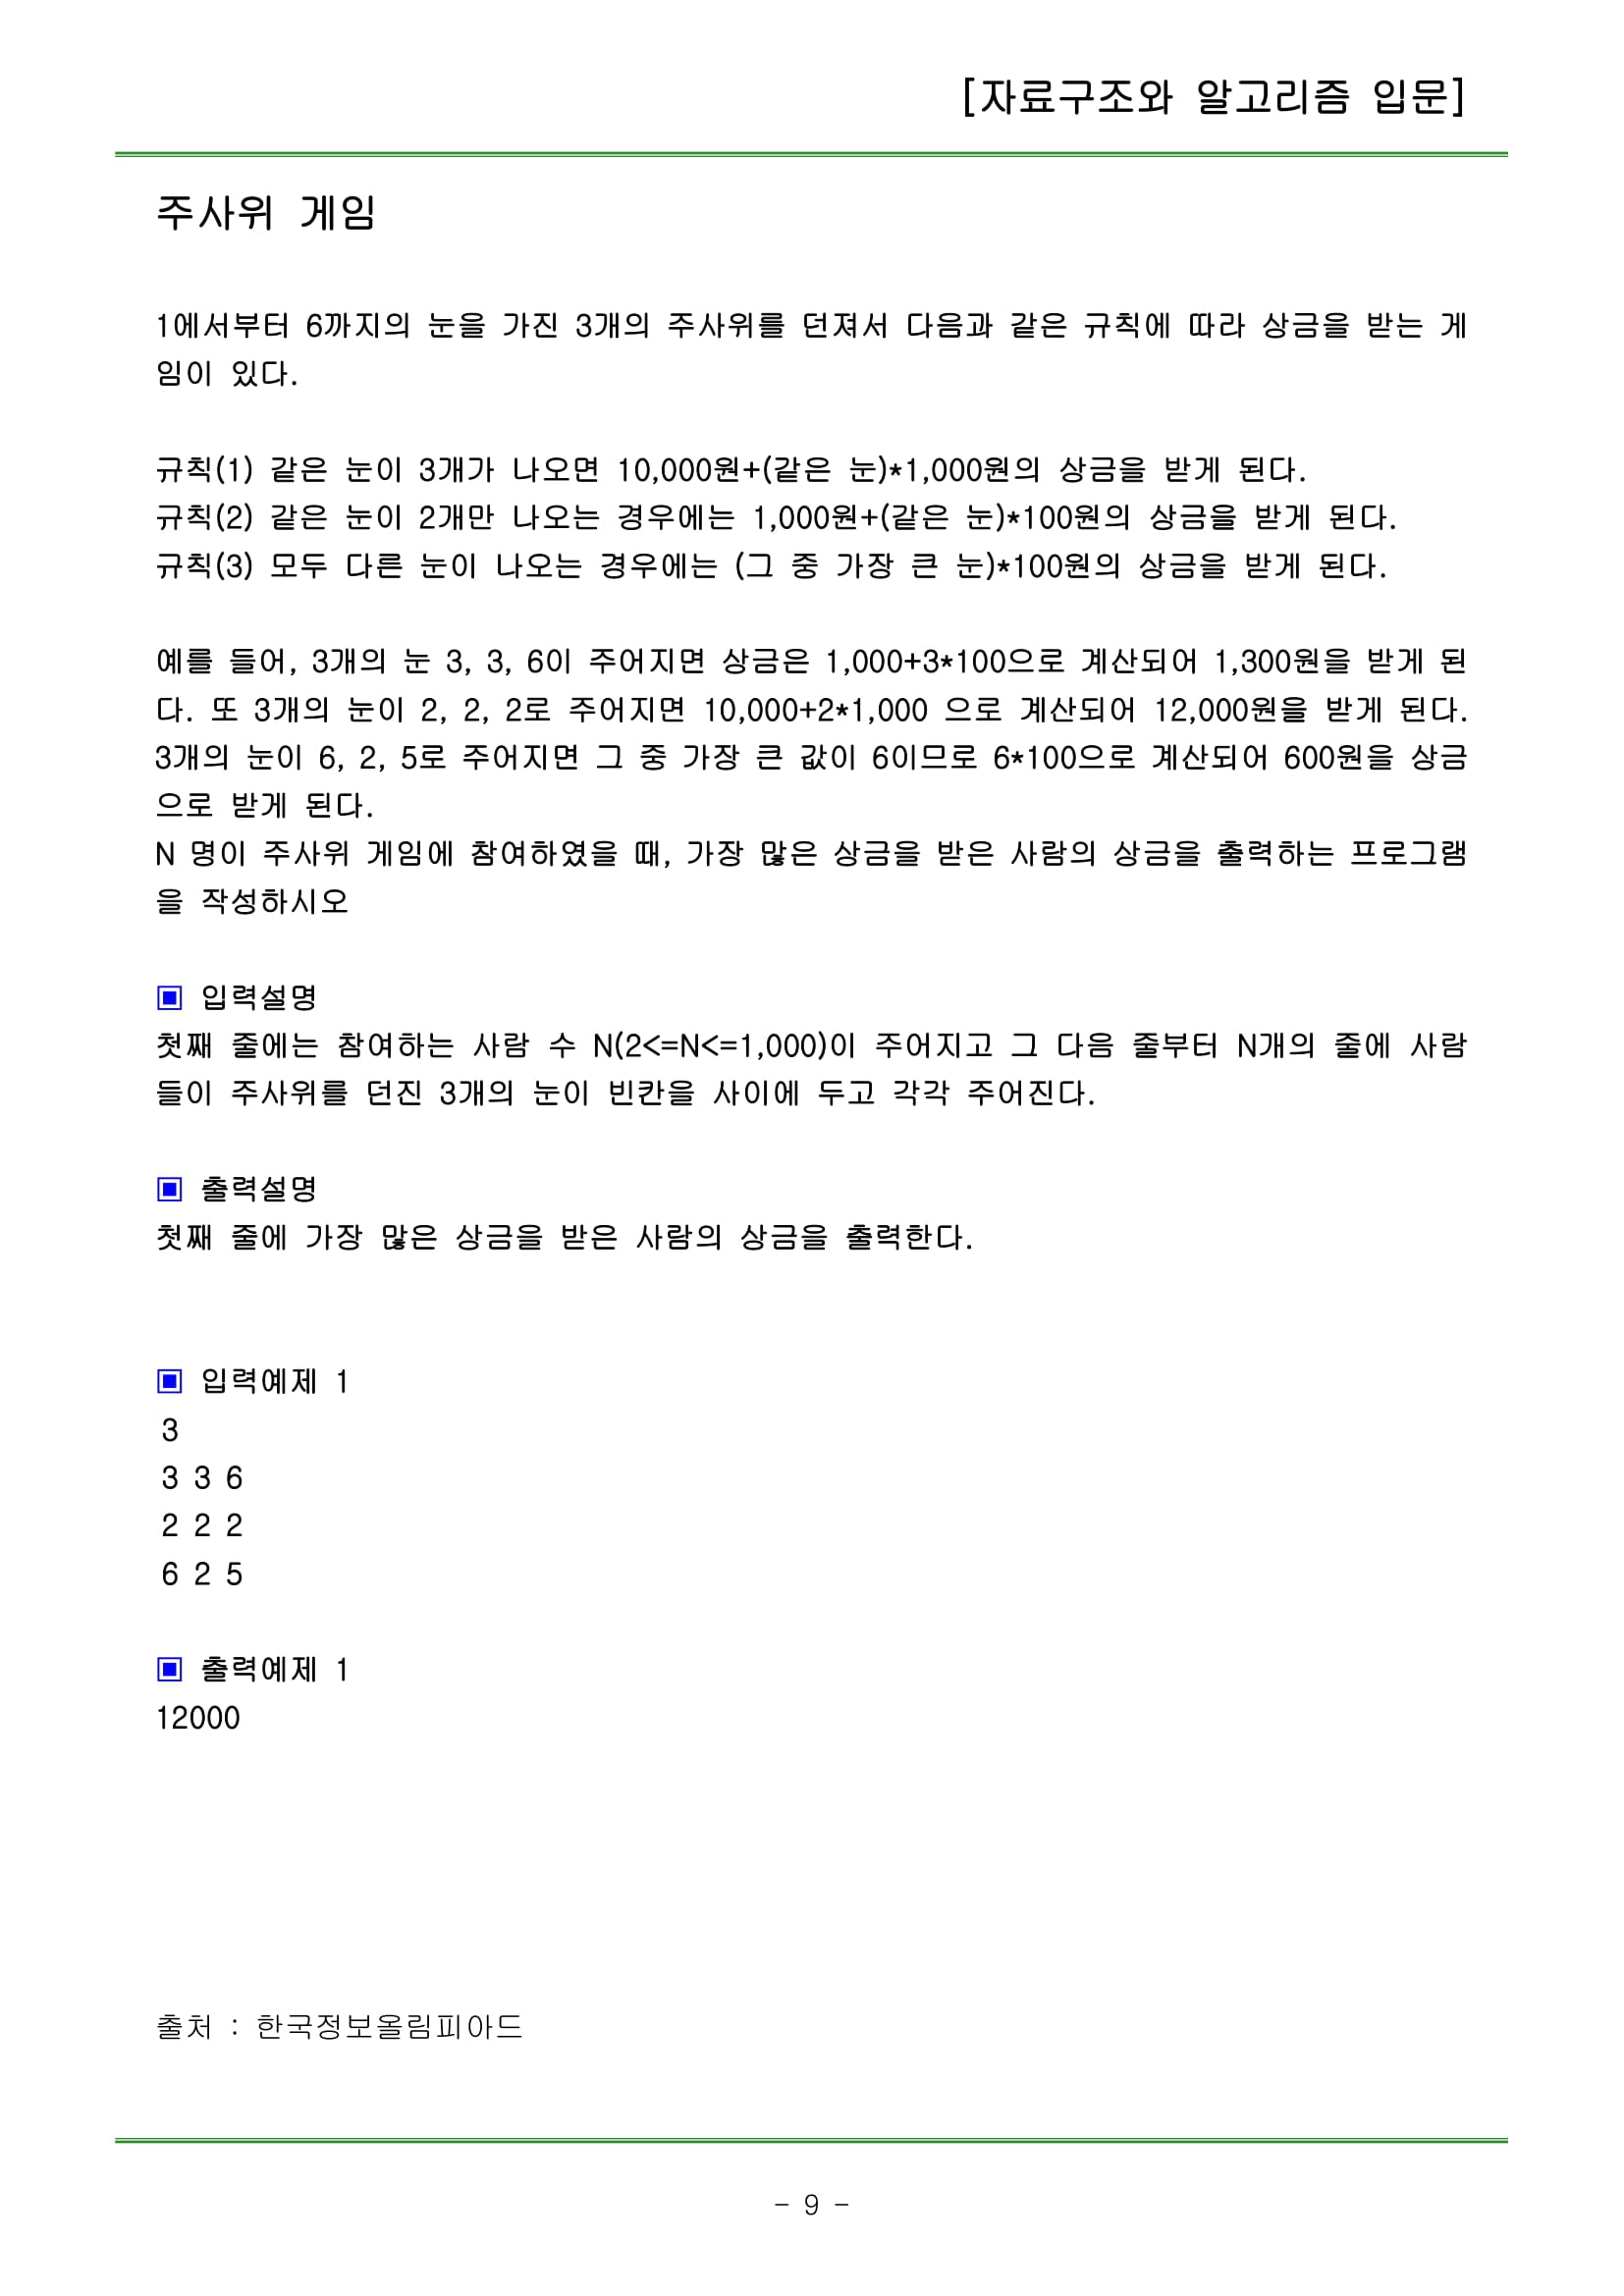 [자료구조와 알고리즘 입문]
주사위 게임
1에서부터 6까지의 눈을 가진 3개의 주사위를 던져서 다음과 같은 규칙에 따라 상금을 받는 게
임이 있다.
규칙(1) 같은 눈이 3개가 나오면 10,000원+(같은 눈)*1,000원의 상금을 받게 된다.
규칙(2) 같은 눈이 2개만 나오는 경우에는 1,000원+(같은 눈)*100원의 상금을 받게 된다.
규칙(3) 모두 다른 눈이 나오는 경우에는 (그 중 가장 큰 눈)*100원의 상금을 받게 된다.
예를 들어, 3개의 눈 3, 3, 6이 주어지면 상금은 1,000+3*100으로 계산되어 1,300원을 받게 된
다. 또 3개의 눈이 2, 2, 2로 주어지면 10,000+2*1,000 으로 계산되어 12,000원을 받게 된다.
3개의 눈이 6, 2, 5로 주어지면 그 중 가장 큰 값이 6이므로 6*100으로 계산되어 600원을 상금
으로 받게 된다.
N 명이 주사위 게임에 참여하였을 때, 가장 많은 상금을 받은 사람의 상금을 출력하는 프로그램
을 작성하시오
▣ 입력설명
첫째 줄에는 참여하는 사람 수 N(2<=N<=1,000)이 주어지고 그 다음 줄부터 N개의 줄에 사람
들이 주사위를 던진 3개의 눈이 빈칸을 사이에 두고 각각 주어진다.
▣ 출력설명
첫째 줄에 가장 많은 상금을 받은 사람의 상금을 출력한다.
▣ 입력예제 1
3
3 3 6
2 2 2
6 2 5
▣ 출력예제 1
12000
출처 : 한국정보올림피아드
- 9 -